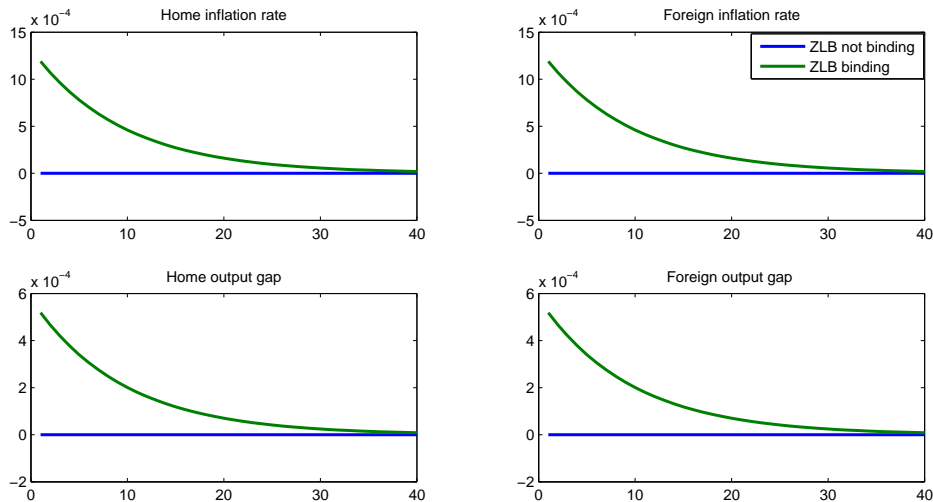 Home inflation rate
x 10⁻⁴
15
10
5
0
−5
0 10 20 30 40
Foreign inflation rate
x 10⁻⁴
15
10
5
0
−5
0 10 20 30 40
ZLB not binding
ZLB binding
Home output gap
x 10⁻⁴
6
4
2
0
−2
0 10 20 30 40
Foreign output gap
x 10⁻⁴
6
4
2
0
−2
0 10 20 30 40